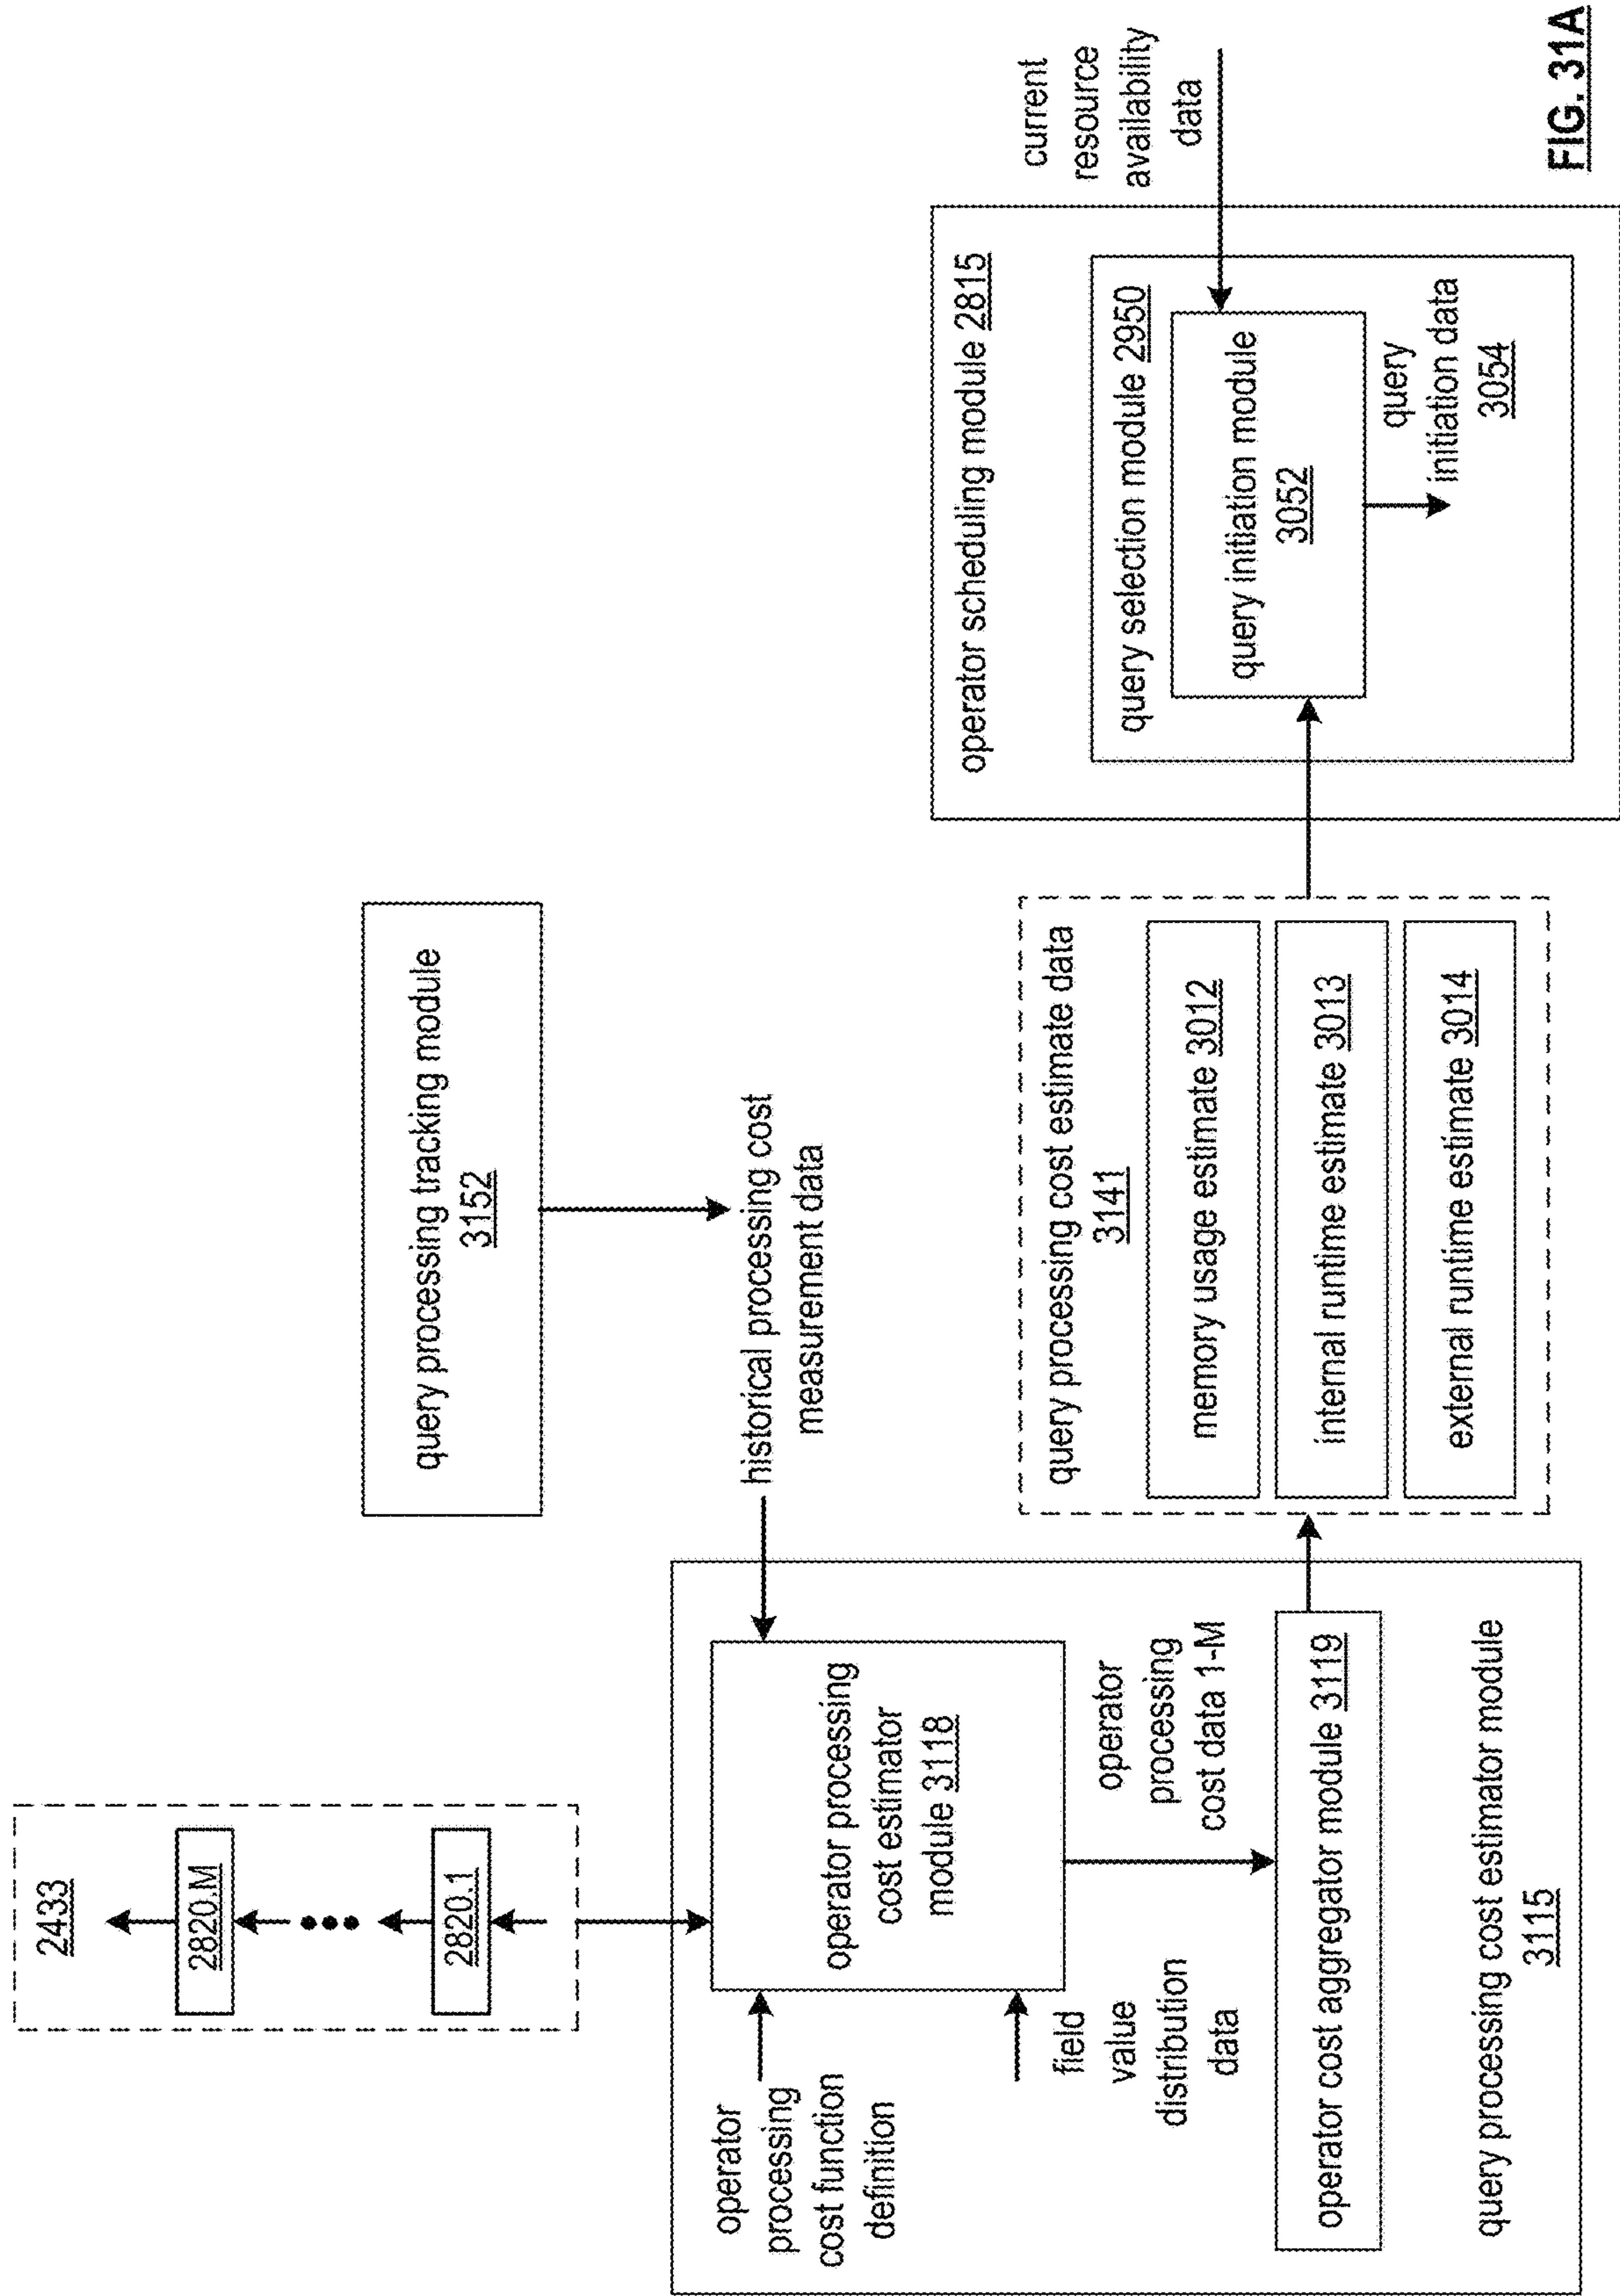 2433
2820.M
2820.1
query processing tracking module
3152
historical processing cost
measurement data
operator
processing
cost function
definition
operator processing
cost estimator
module 3118
field
value
distribution
data
operator
processing
cost data 1-M
operator cost aggregator module 3119
query processing cost estimator module
3115
query processing cost estimate data
3141
memory usage estimate 3012
internal runtime estimate 3013
external runtime estimate 3014
operator scheduling module 2815
query selection module 2950
query initiation module
3052
query
initiation data
3054
current
resource
availability
data
FIG. 31A